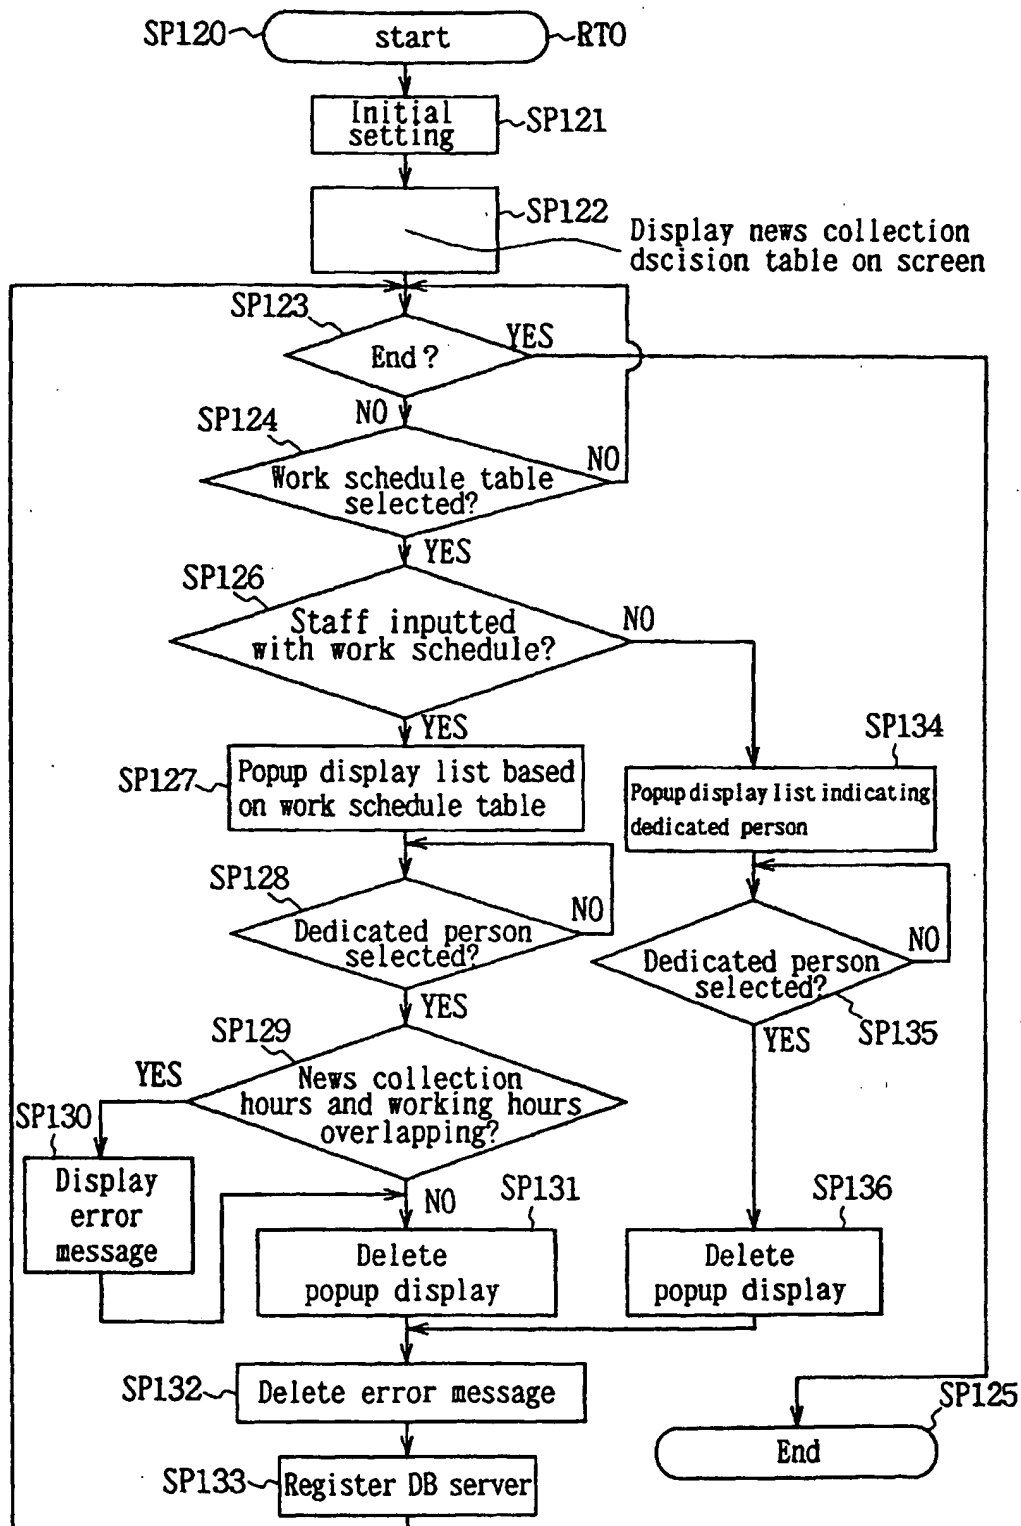 SP120
start
RTO
Initial
setting
SP121
SP122
Display news collection
dscision table on screen
SP123
End?
YES
NO
SP124
Work schedule table
selected?
NO
YES
SP126
Staff inputted
with work schedule?
NO
YES
SP127
Popup display list based
on work schedule table
SP134
Popup display list indicating
dedicated person
SP128
Dedicated person
selected?
NO
YES
Dedicated person
selected?
NO
SP135
YES
SP129
News collection
hours and working hours
overlapping?
YES
NO
SP130
Display
error
message
SP131
Delete
popup display
SP136
Delete
popup display
SP132
Delete error message
SP125
End
SP133
Register DB server